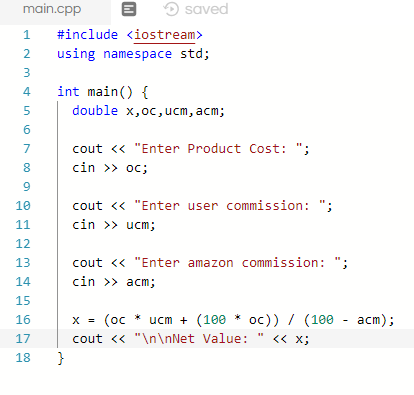 main.cpp saved
1 #include <iostream>
2 using namespace std;
3
4 int main() {
5   double x,oc,ucm,acm;
6
7   cout << "Enter Product Cost: ";
8   cin >> oc;
9
10   cout << "Enter user commission: ";
11   cin >> ucm;
12
13   cout << "Enter amazon commission: ";
14   cin >> acm;
15
16   x = (oc * ucm + (100 * oc)) / (100 - acm);
17   cout << "\n\nNet Value: " << x;
18 }